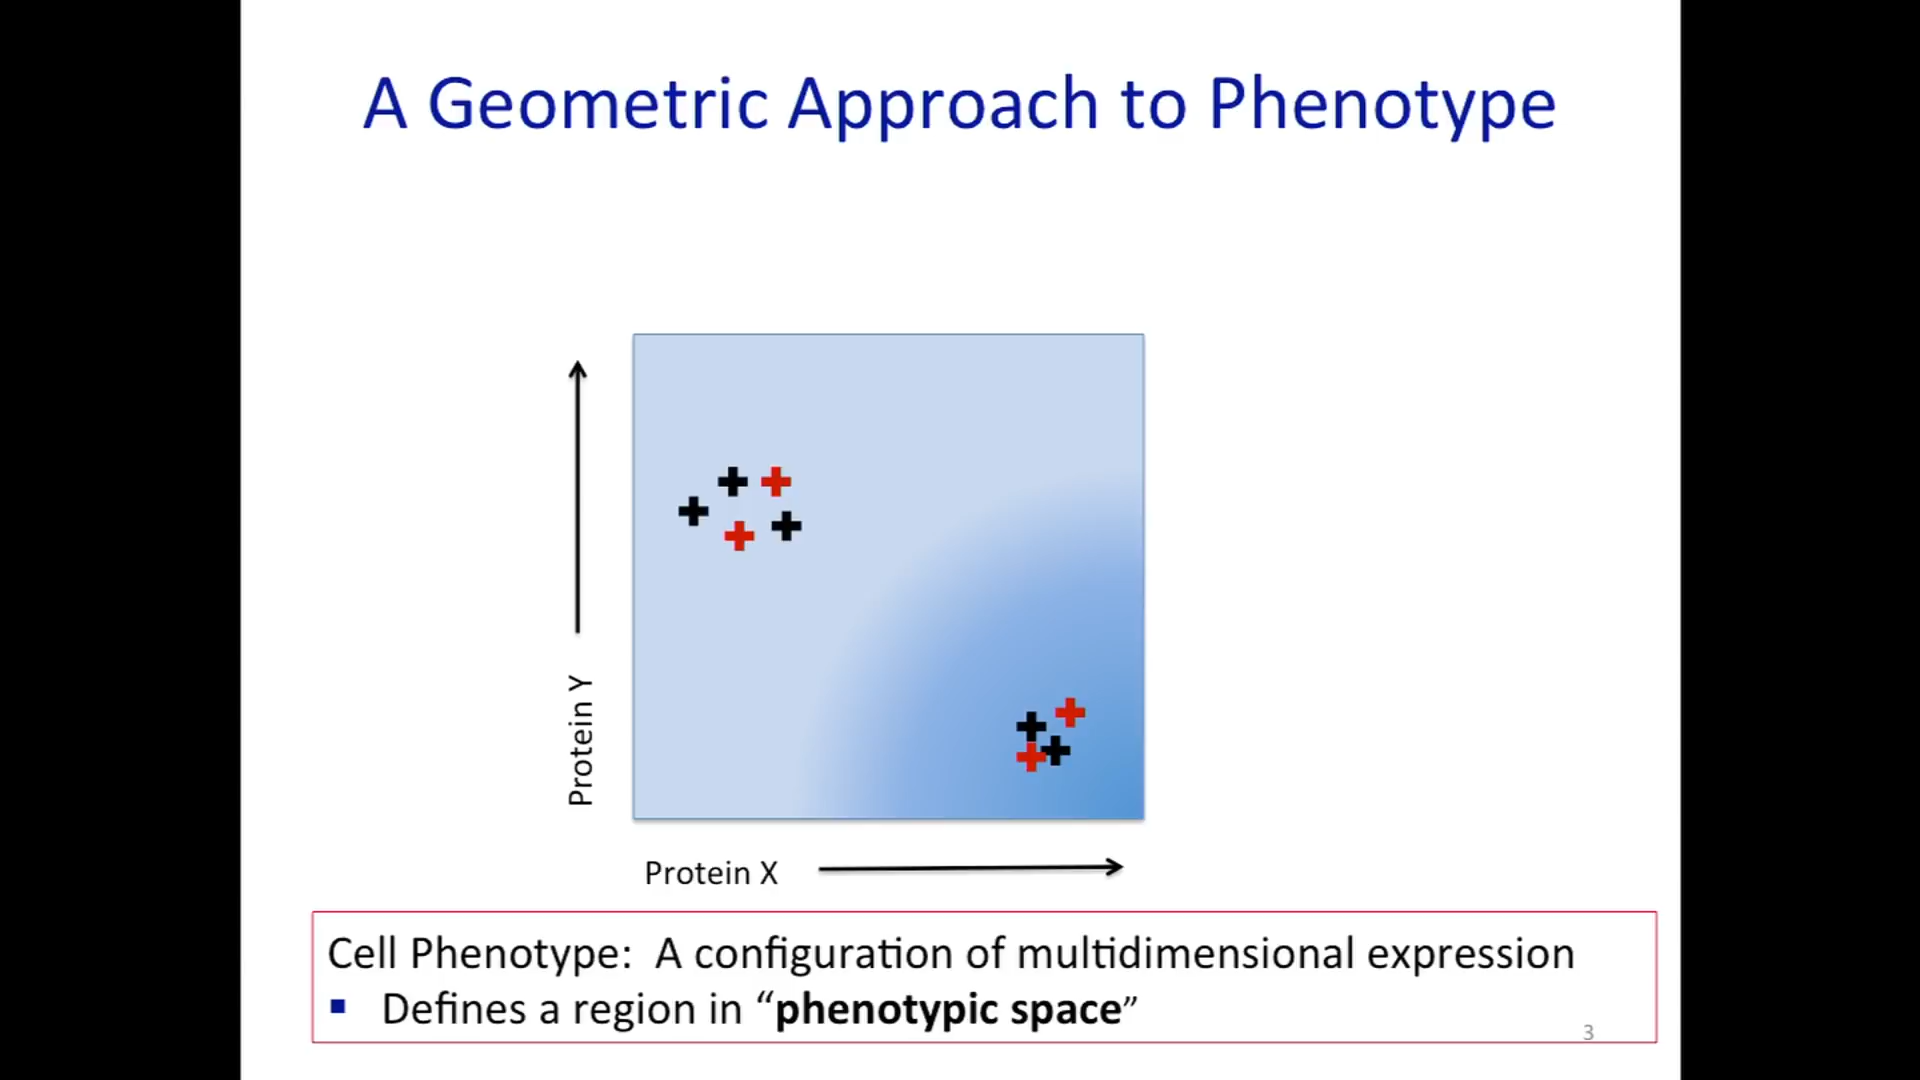 A Geometric Approach to Phenotype
Protein Y
Protein X
Cell Phenotype: A configuration of multidimensional expression
▪ Defines a region in “phenotypic space”
3